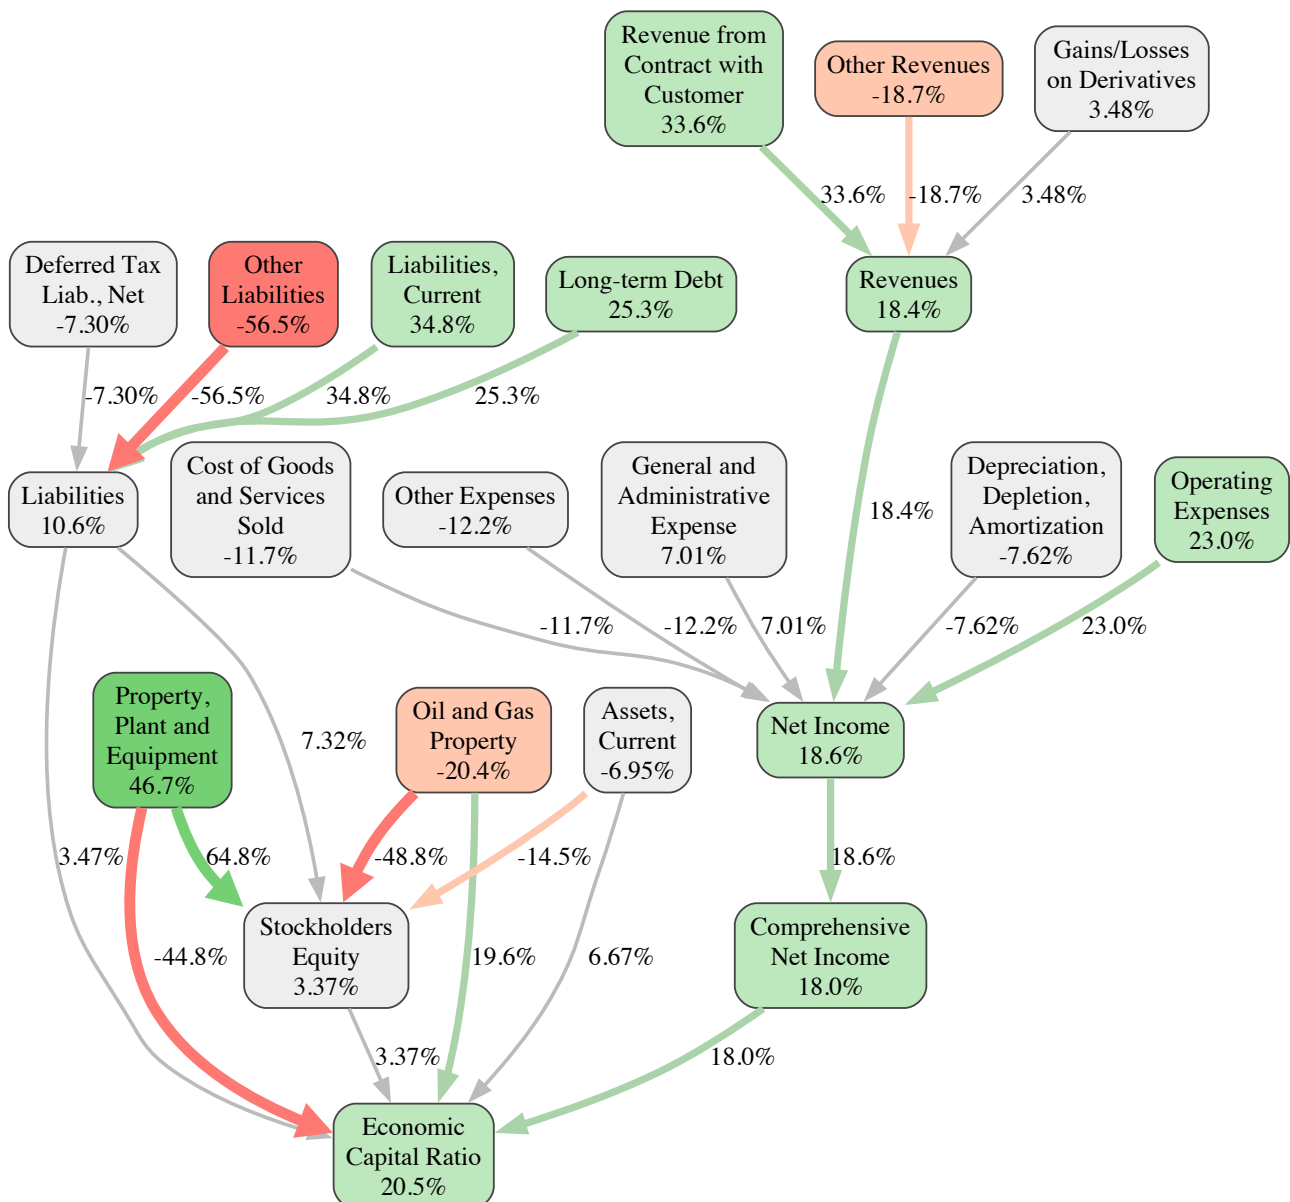 Revenue from
Contract with
Customer
33.6%
Other Revenues
-18.7%
Gains/Losses
on Derivatives
3.48%
33.6%
-18.7%
3.48%
Deferred Tax
Liab., Net
-7.30%
Other
Liabilities
-56.5%
Liabilities,
Current
34.8%
Long-term Debt
25.3%
Revenues
18.4%
-7.30%
-56.5%
34.8%
25.3%
Liabilities
10.6%
Cost of Goods
and Services
Sold
-11.7%
Other Expenses
-12.2%
General and
Administrative
Expense
7.01%
18.4%
Depreciation,
Depletion,
Amortization
-7.62%
Operating
Expenses
23.0%
-11.7%
-12.2%
7.01%
-7.62%
23.0%
Property,
Plant and
Equipment
46.7%
7.32%
Oil and Gas
Property
-20.4%
Assets,
Current
-6.95%
Net Income
18.6%
3.47%
64.8%
-48.8%
-14.5%
18.6%
-44.8%
Stockholders
Equity
3.37%
19.6%
6.67%
Comprehensive
Net Income
18.0%
3.37%
18.0%
Economic
Capital Ratio
20.5%